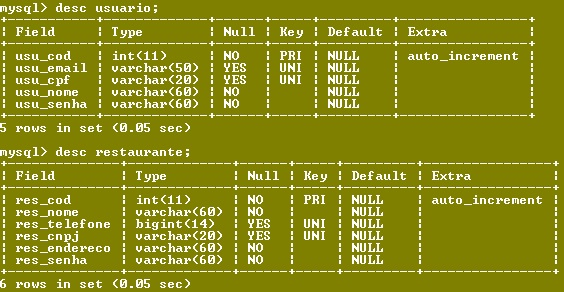 mysql> desc usuario;
+-----------+-------------+------+-----+---------+----------------+
| Field     | Type        | Null | Key | Default | Extra          |
+-----------+-------------+------+-----+---------+----------------+
| usu_cod   | int(11)     | NO   | PRI | NULL    | auto_increment |
| usu_email | varchar(50) | YES  | UNI | NULL    |                |
| usu_cpf   | varchar(20) | YES  | UNI | NULL    |                |
| usu_nome  | varchar(60) | NO   |     | NULL    |                |
| usu_senha | varchar(60) | NO   |     | NULL    |                |
+-----------+-------------+------+-----+---------+----------------+
5 rows in set (0.05 sec)
mysql> desc restaurante;
+--------------+-------------+------+-----+---------+----------------+
| Field        | Type        | Null | Key | Default | Extra          |
+--------------+-------------+------+-----+---------+----------------+
| res_cod      | int(11)     | NO   | PRI | NULL    | auto_increment |
| res_nome     | varchar(60) | NO   |     | NULL    |                |
| res_telefone | bigint(14)  | YES  | UNI | NULL    |                |
| res_cnpj     | varchar(20) | YES  | UNI | NULL    |                |
| res_endereco | varchar(60) | NO   |     | NULL    |                |
| res_senha    | varchar(60) | NO   |     | NULL    |                |
+--------------+-------------+------+-----+---------+----------------+
6 rows in set (0.05 sec)